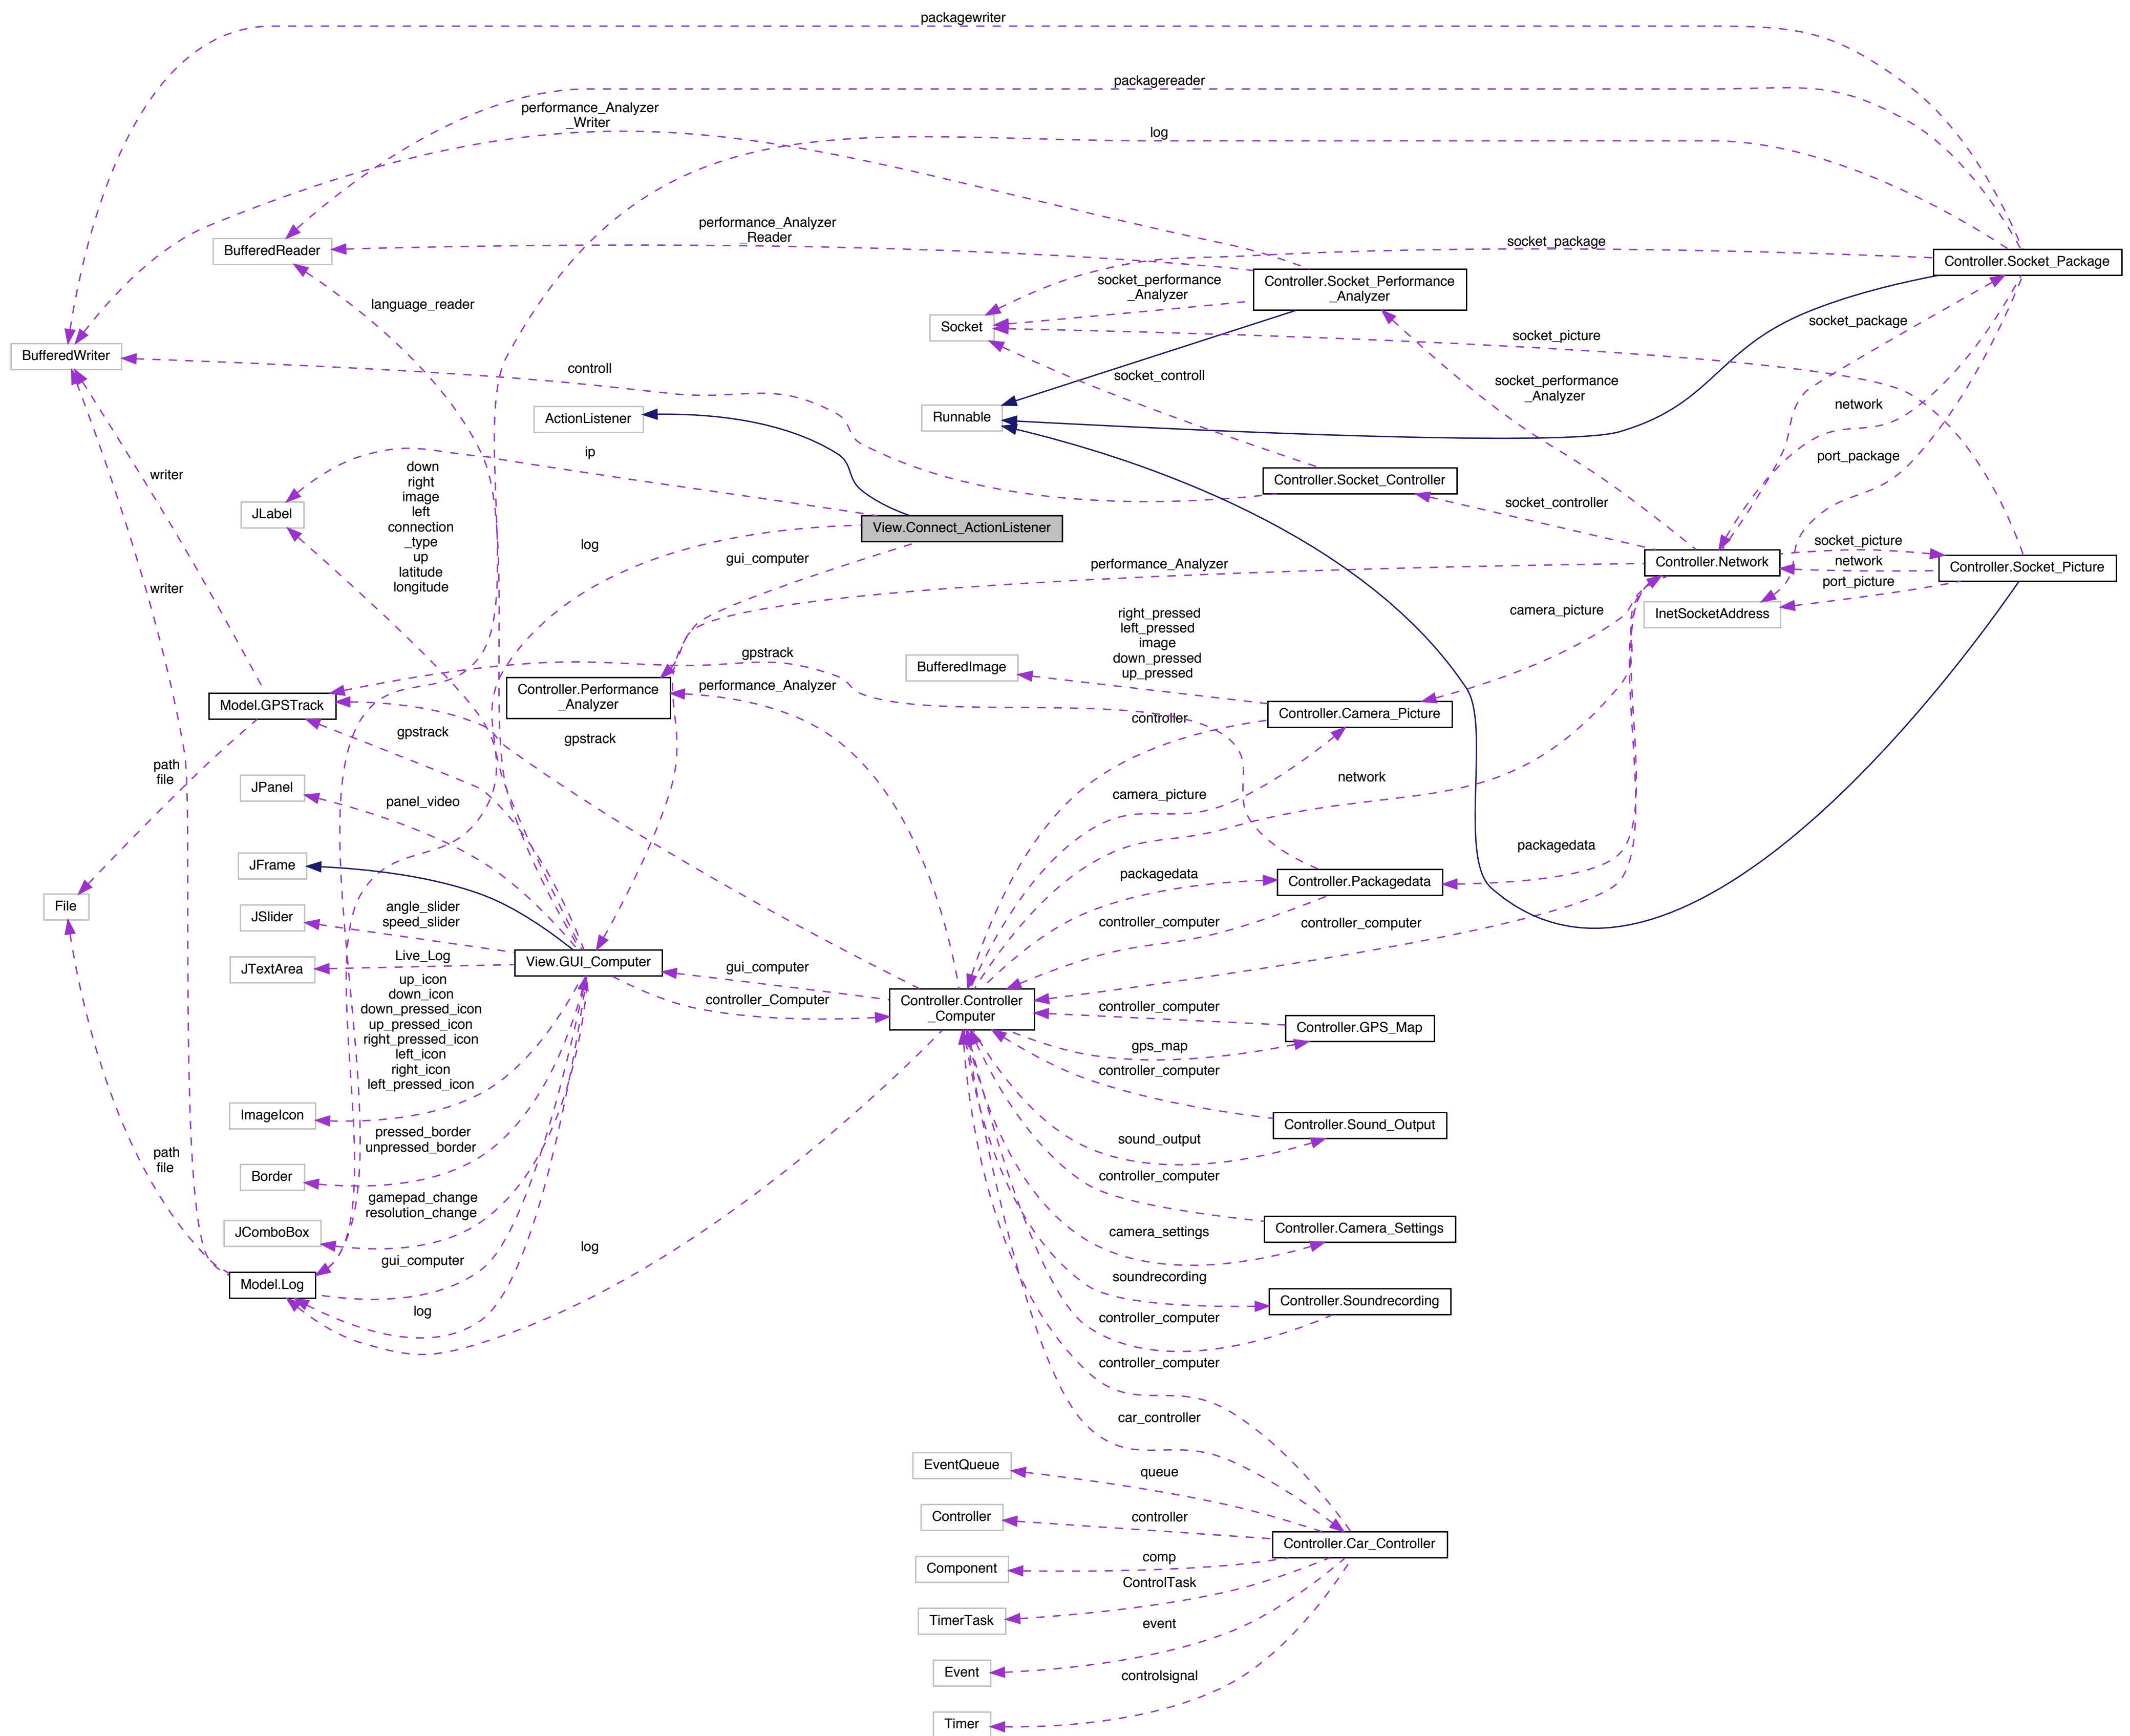 packagewriter
packagereader
performance_Analyzer
_Writer
log
performance_Analyzer
_Reader
socket_package
BufferedReader
Controller.Socket_Package
socket_performance
_Analyzer
Controller.Socket_Performance
_Analyzer
language_reader
Socket
socket_package
socket_picture
BufferedWriter
controll
socket_controll
socket_performance
_Analyzer
ActionListener
Runnable
network
ip
down
right
image
left
connection
_type
up
latitude
longitude
writer
port_package
Controller.Socket_Controller
socket_controller
JLabel
View.Connect_ActionListener
log
gui_computer
socket_picture
performance_Analyzer
Controller.Network
network
Controller.Socket_Picture
port_picture
writer
camera_picture
InetSocketAddress
right_pressed
left_pressed
image
down_pressed
up_pressed
gpstrack
BufferedImage
Controller.Performance
_Analyzer
performance_Analyzer
Model.GPSTrack
controller
Controller.Camera_Picture
gpstrack
gpstrack
path
file
network
JPanel
panel_video
camera_picture
packagedata
JFrame
packagedata
Controller.Packagedata
File
JSlider
angle_slider
speed_slider
controller_computer
controller_computer
JTextArea
Live_Log
View.GUI_Computer
gui_computer
controller_Computer
Controller.Controller
_Computer
up_icon
down_icon
down_pressed_icon
up_pressed_icon
right_pressed_icon
left_icon
right_icon
left_pressed_icon
controller_computer
Controller.GPS_Map
gps_map
controller_computer
ImageIcon
Controller.Sound_Output
pressed_border
unpressed_border
sound_output
path
file
Border
controller_computer
gamepad_change
resolution_change
JComboBox
camera_settings
Controller.Camera_Settings
log
gui_computer
Model.Log
soundrecording
Controller.Soundrecording
log
controller_computer
controller_computer
car_controller
EventQueue
queue
Controller
controller
Controller.Car_Controller
Component
comp
ControlTask
TimerTask
event
Event
controlsignal
Timer